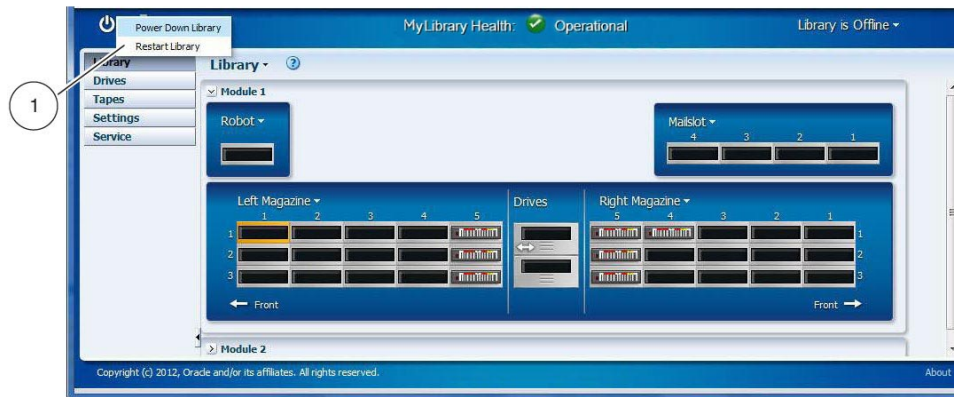 Power Down Library
Restart Library
MyLibrary Health: Operational
Library is Offine
1
Library
Drives
Tapes
Settings
Service
Library
Module 1
Robot
Mailslot
4 3 2 1
Left Magazine
1 2 3 4 5
Drives
Right Magazine
5 4 3 2 1
1
2
3
1
2
3
Front
Front
Module 2
Copyright (c) 2012, Oracle and/or its affiliates. All rights reserved.
About